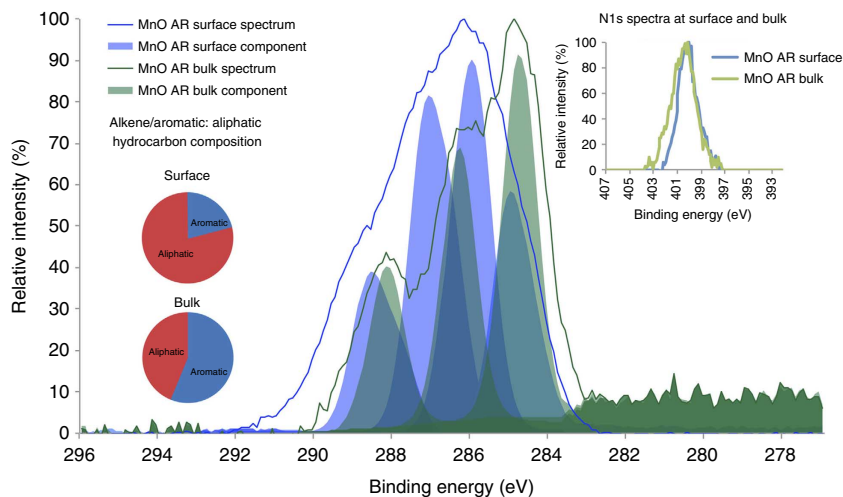 MnO AR surface spectrum
MnO AR surface component
MnO AR bulk spectrum
MnO AR bulk component
Alkene/aromatic: aliphatic
hydrocarbon composition
Surface
Aromatic
Aliphatic
Bulk
Aliphatic
Aromatic
Relative intensity (%)
100
90
80
70
60
50
40
30
20
10
0
296
294
292
290
288
286
284
282
280
278
Binding energy (eV)
N1s spectra at surface and bulk
MnO AR surface
MnO AR bulk
Relative intensity (%)
100
80
60
40
20
0
407
405
403
401
399
397
395
393
Binding energy (eV)